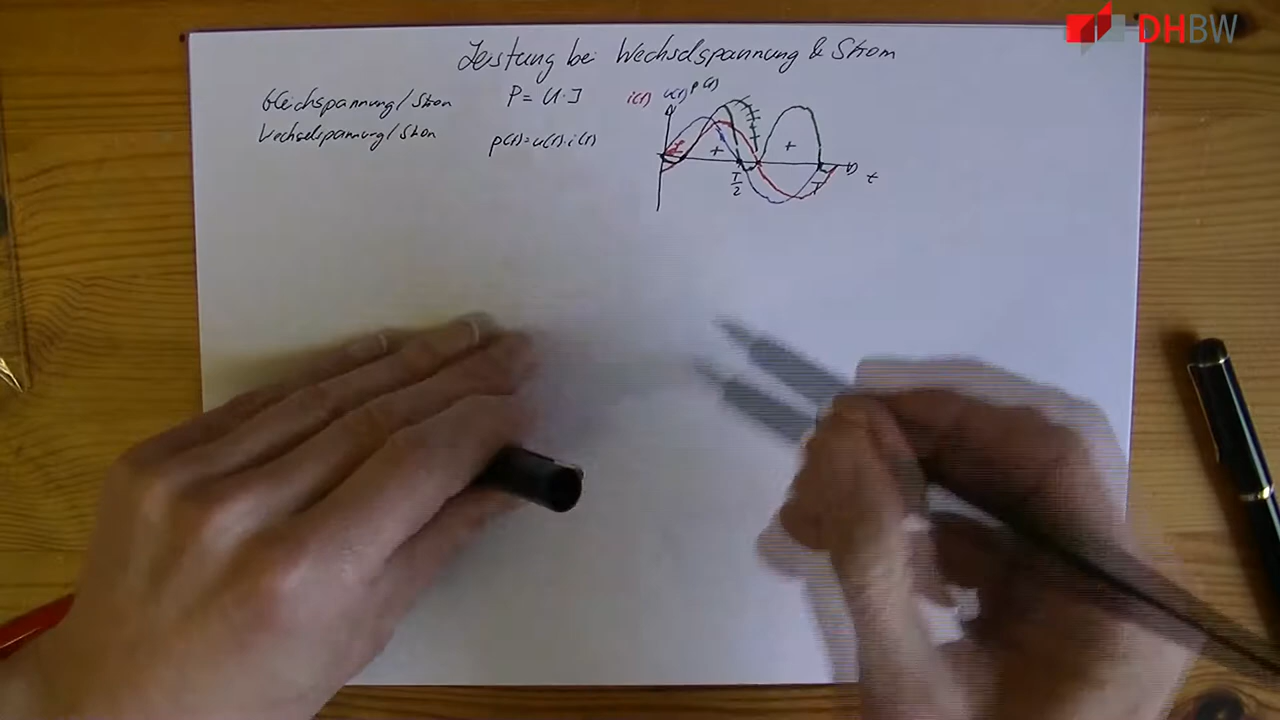 DHBW
Leistung bei Wechselspannung & Strom
Gleichspannung/Strom P = U·I
Wechselspannung/Strom p(t)=u(t)·i(t)
i(t) u(t) p(t)
+ +
T/2 T t